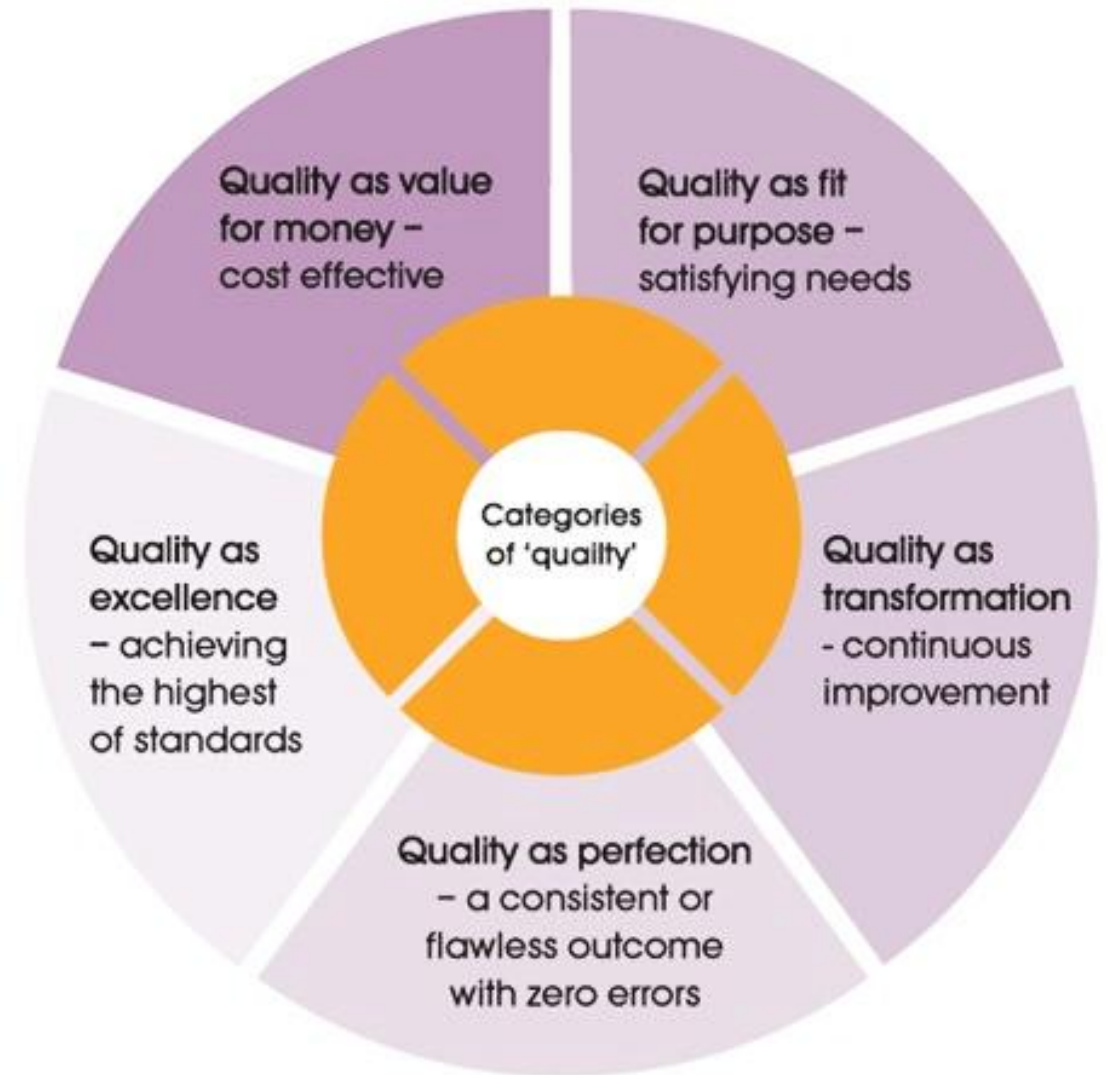 Quality as value
for money –
cost effective
Quality as fit
for purpose –
satisfying needs
Quality as
excellence
– achieving
the highest
of standards
Categories
of ‘quailty’
Quality as
transformation
- continuous
improvement
Quality as perfection
– a consistent or
flawless outcome
with zero errors